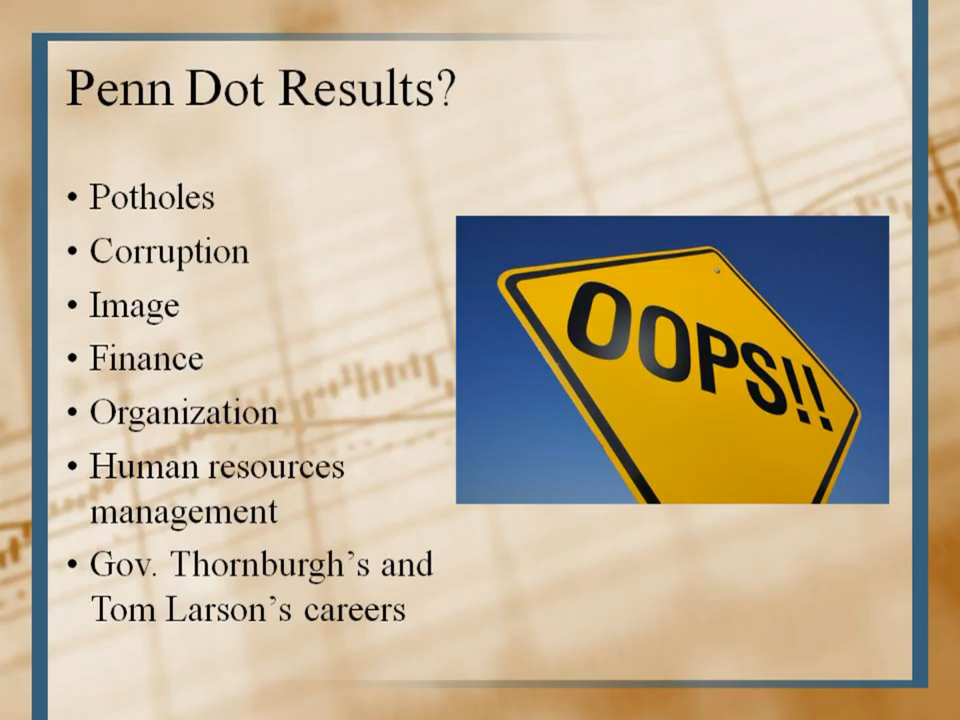 Penn Dot Results?
• Potholes
• Corruption
• Image
• Finance
• Organization
• Human resources
management
• Gov. Thornburgh's and
Tom Larson's careers
OOPS!!